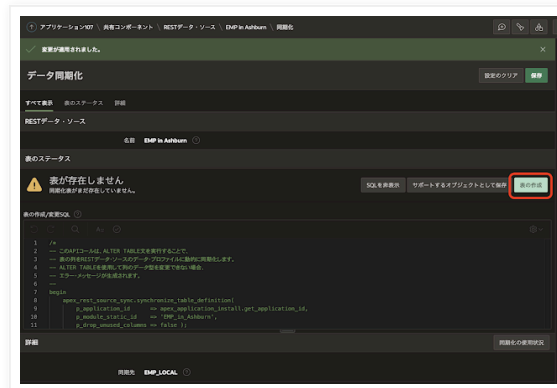 アプリケーション107 \ 共有コンポーネント \ RESTデータ・ソース \ EMP in Ashburn \ 同期化
変更が適用されました。
データ同期化
設定のクリア 保存
すべて表示 表のステータス 詳細
RESTデータ・ソース
名前 EMP in Ashburn
表のステータス
表が存在しません
同期化表がまだ存在していません。
SQLを非表示 サポートするオブジェクトとして保存 表の作成
表の作成/変更SQL
1 /*
2 -- このAPIコールは、ALTER TABLE文を実行することで、
3 -- 表の列をRESTデータ・ソースのデータ・プロファイルに動的に同期化します。
4 -- ALTER TABLEを使用して列のデータ型を変更できない場合、
5 -- エラー・メッセージが生成されます。
6 --
7 begin
8 apex_rest_source_sync.synchronize_table_definition(
9 p_application_id => apex_application_install.get_application_id,
10 p_module_static_id => 'EMP_in_Ashburn',
11 p_drop_unused_columns => false );
詳細
同期化の使用状況
同期先 EMP_LOCAL